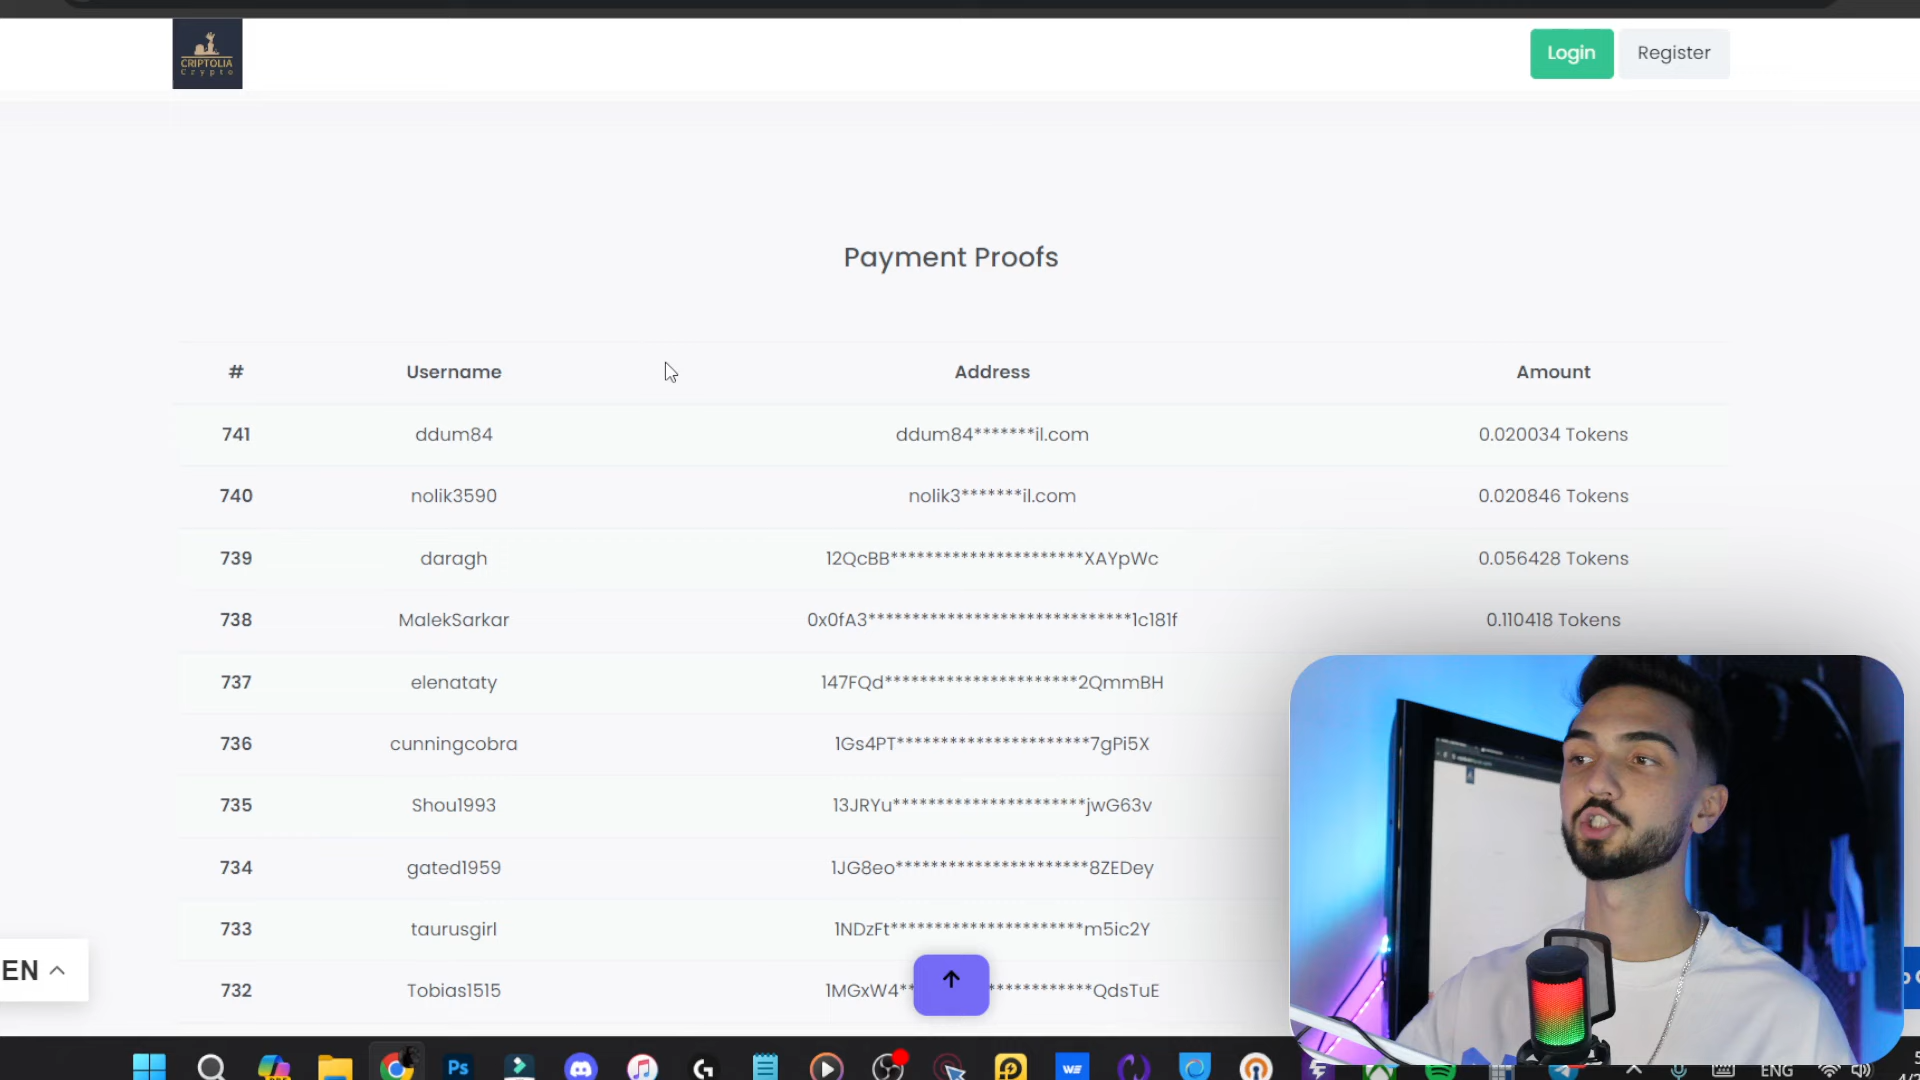 CRIPTOLIA
Crypto
Login
Register
Payment Proofs
# Username Address Amount
741 ddum84 ddum84*******il.com 0.020034 Tokens
740 nolik3590 nolik3*******il.com 0.020846 Tokens
739 daragh 12QcBB**********************XAYpWc 0.056428 Tokens
738 MalekSarkar 0x0fA3******************************1c181f 0.110418 Tokens
737 elenataty 147FQd**********************2QmmBH
736 cunningcobra 1Gs4PT**********************7gPi5X
735 Shou1993 13JRYu**********************jwG63v
734 gated1959 1JG8eo**********************8ZEDey
733 taurusgirl 1NDzFt**********************m5ic2Y
732 Tobias1515 1MGxW4** ************QdsTuE
EN
Ps
WE
ENG